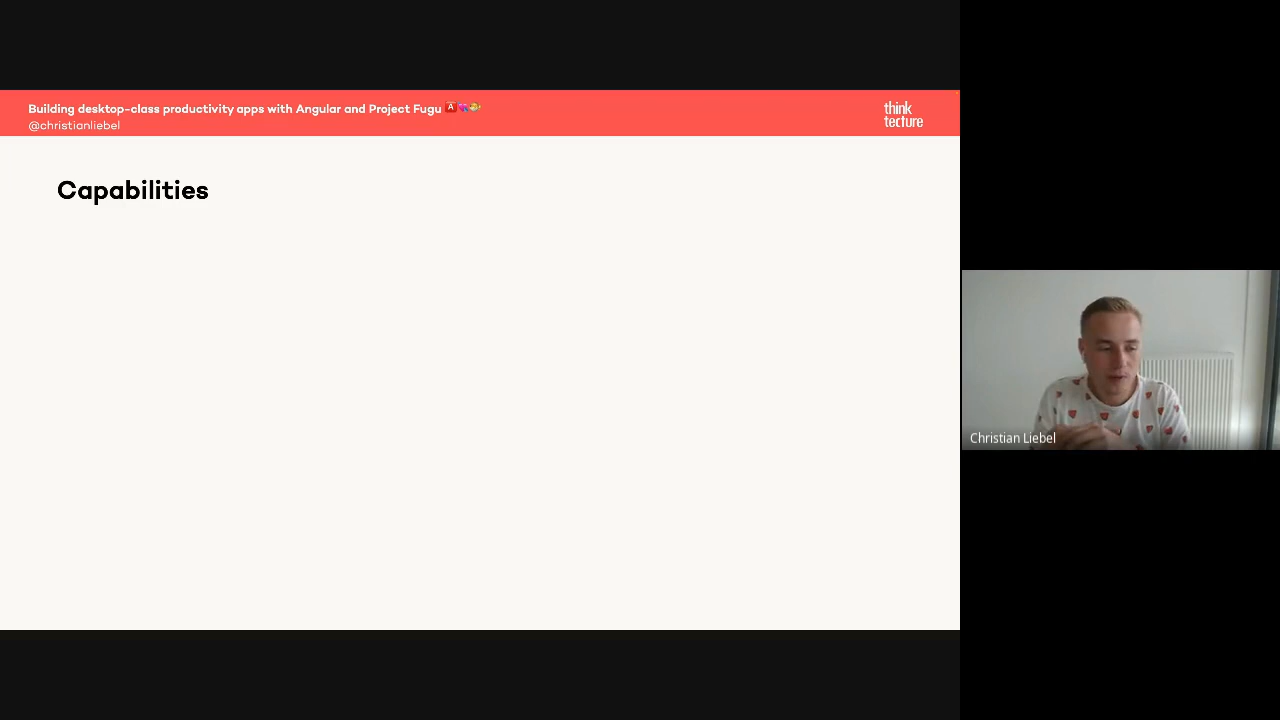 Building desktop-class productivity apps with Angular and Project Fugu 🅰️
@christianliebel
think
tecture
Capabilities
Christian Liebel